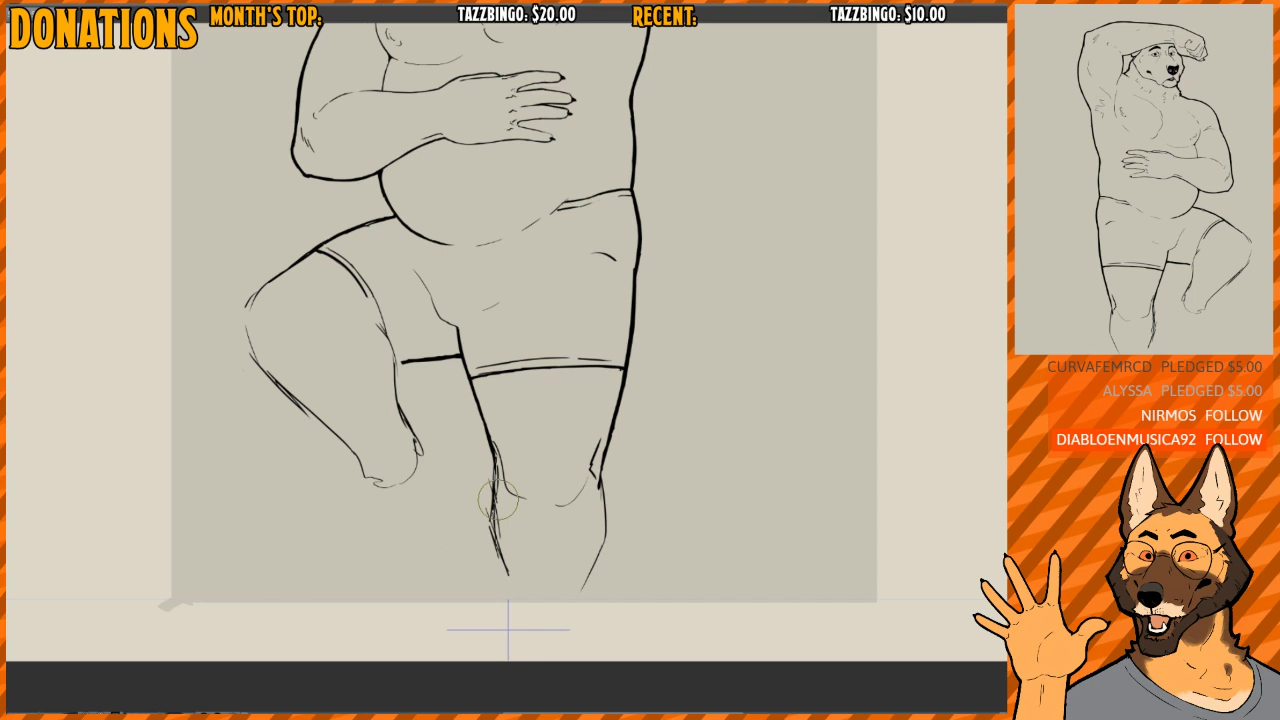 DONATIONS
MONTH'S TOP: TAZZBINGO: $20.00 RECENT: TAZZBINGO: $10.00
CURVAFEMRCD PLEDGED $5.00
ALYSSA PLEDGED $5.00
NIRMOS FOLLOW
DIABLOENMUSICA92 FOLLOW